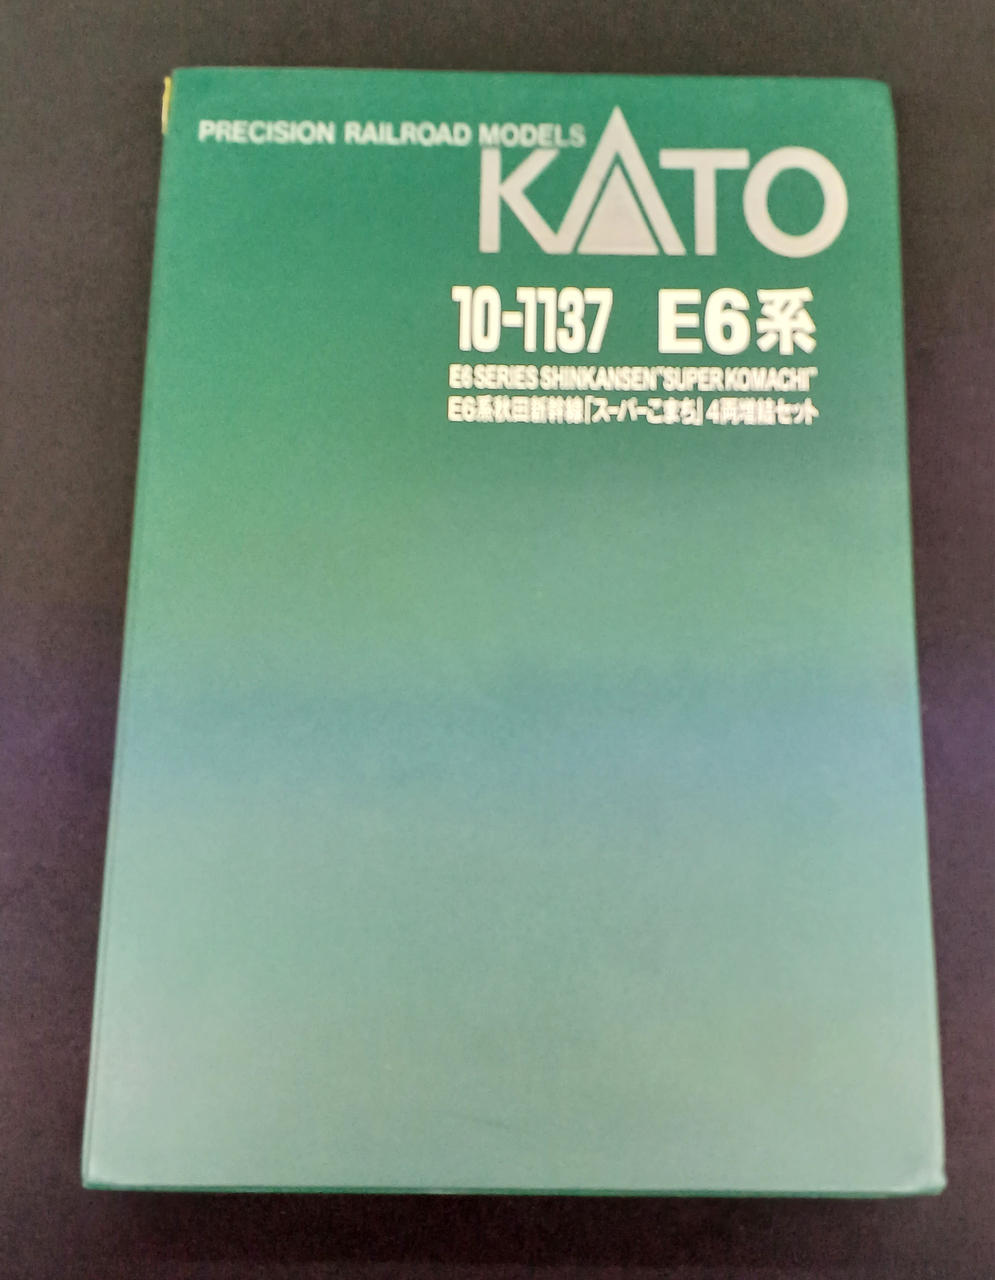 PRECISION RAILROAD MODELS
KATO
10-1137 E6系
E6 SERIES SHINKANSEN "SUPER KOMACHI"
E6系秋田新幹線「スーパーこまち」4両増結セット